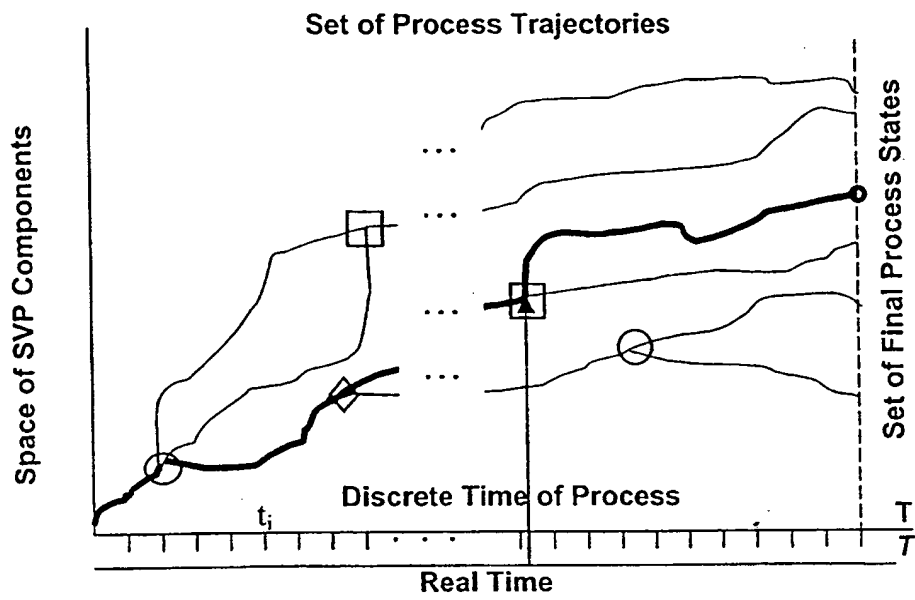 Set of Process Trajectories
Space of SVP Components
...
...
...
...
Set of Final Process States
Discrete Time of Process
T
t_i
. . . .
T
Real Time